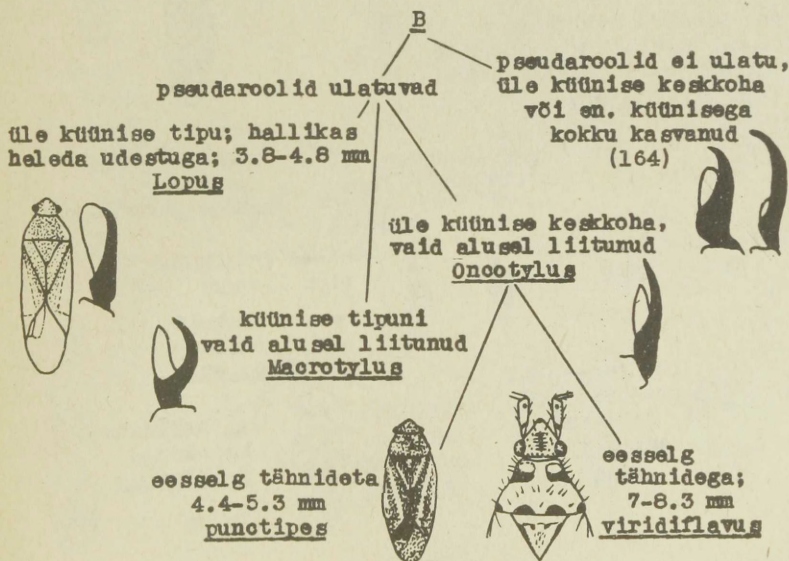 B
pseudaroolid ulatuvad
pseudaroolid ei ulatu,
üle küünise keskkoha
või en. küünisega
kokku kasvanud
(164)
üle küünise tipu; hallikas
heleda udestuga; 3.8-4.8 mm
Lopus
üle küünise keskkoha,
vaid alusel liitunud
Oncotylus
küünise tipuni
vaid alusel liitunud
Macrotylus
eesselg tähnideta
4.4-5.3 mm
punctipes
eesselg
tähnidega;
7-8.3 mm
viridiflavus